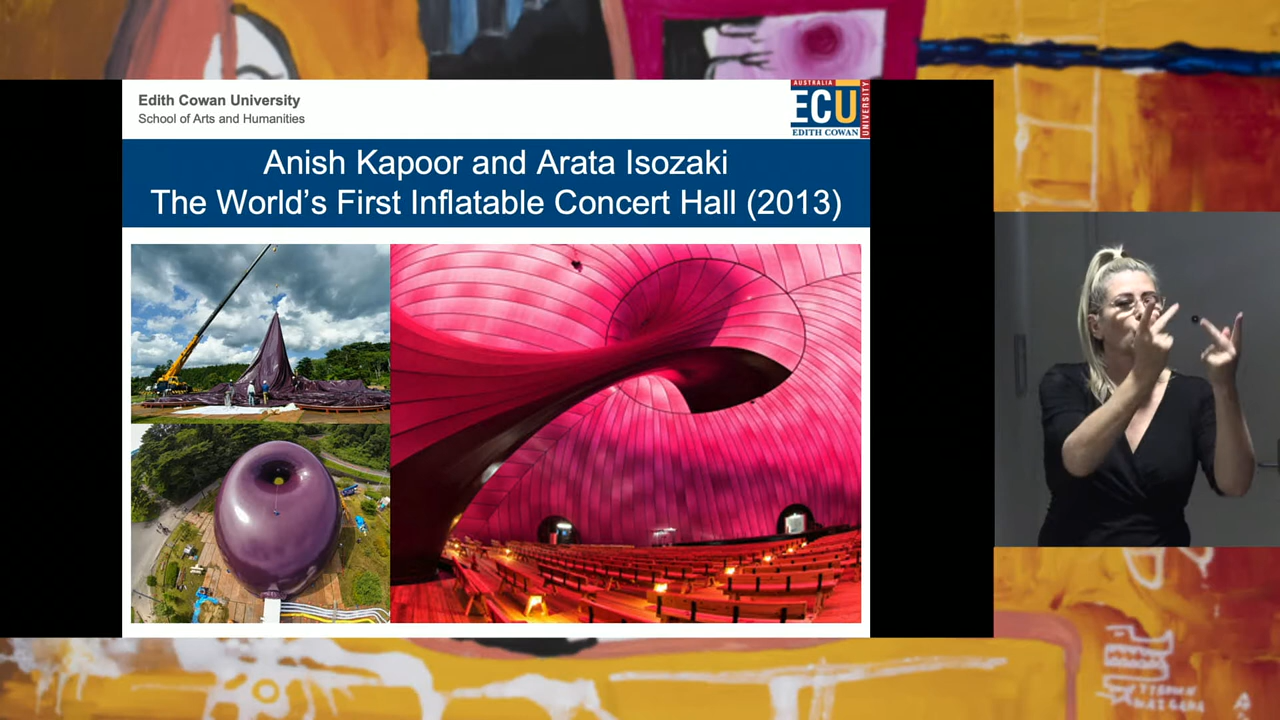 Edith Cowan University
School of Arts and Humanities
AUSTRALIA
ECU
UNIVERSITY
EDITH COWAN
Anish Kapoor and Arata Isozaki
The World's First Inflatable Concert Hall (2013)